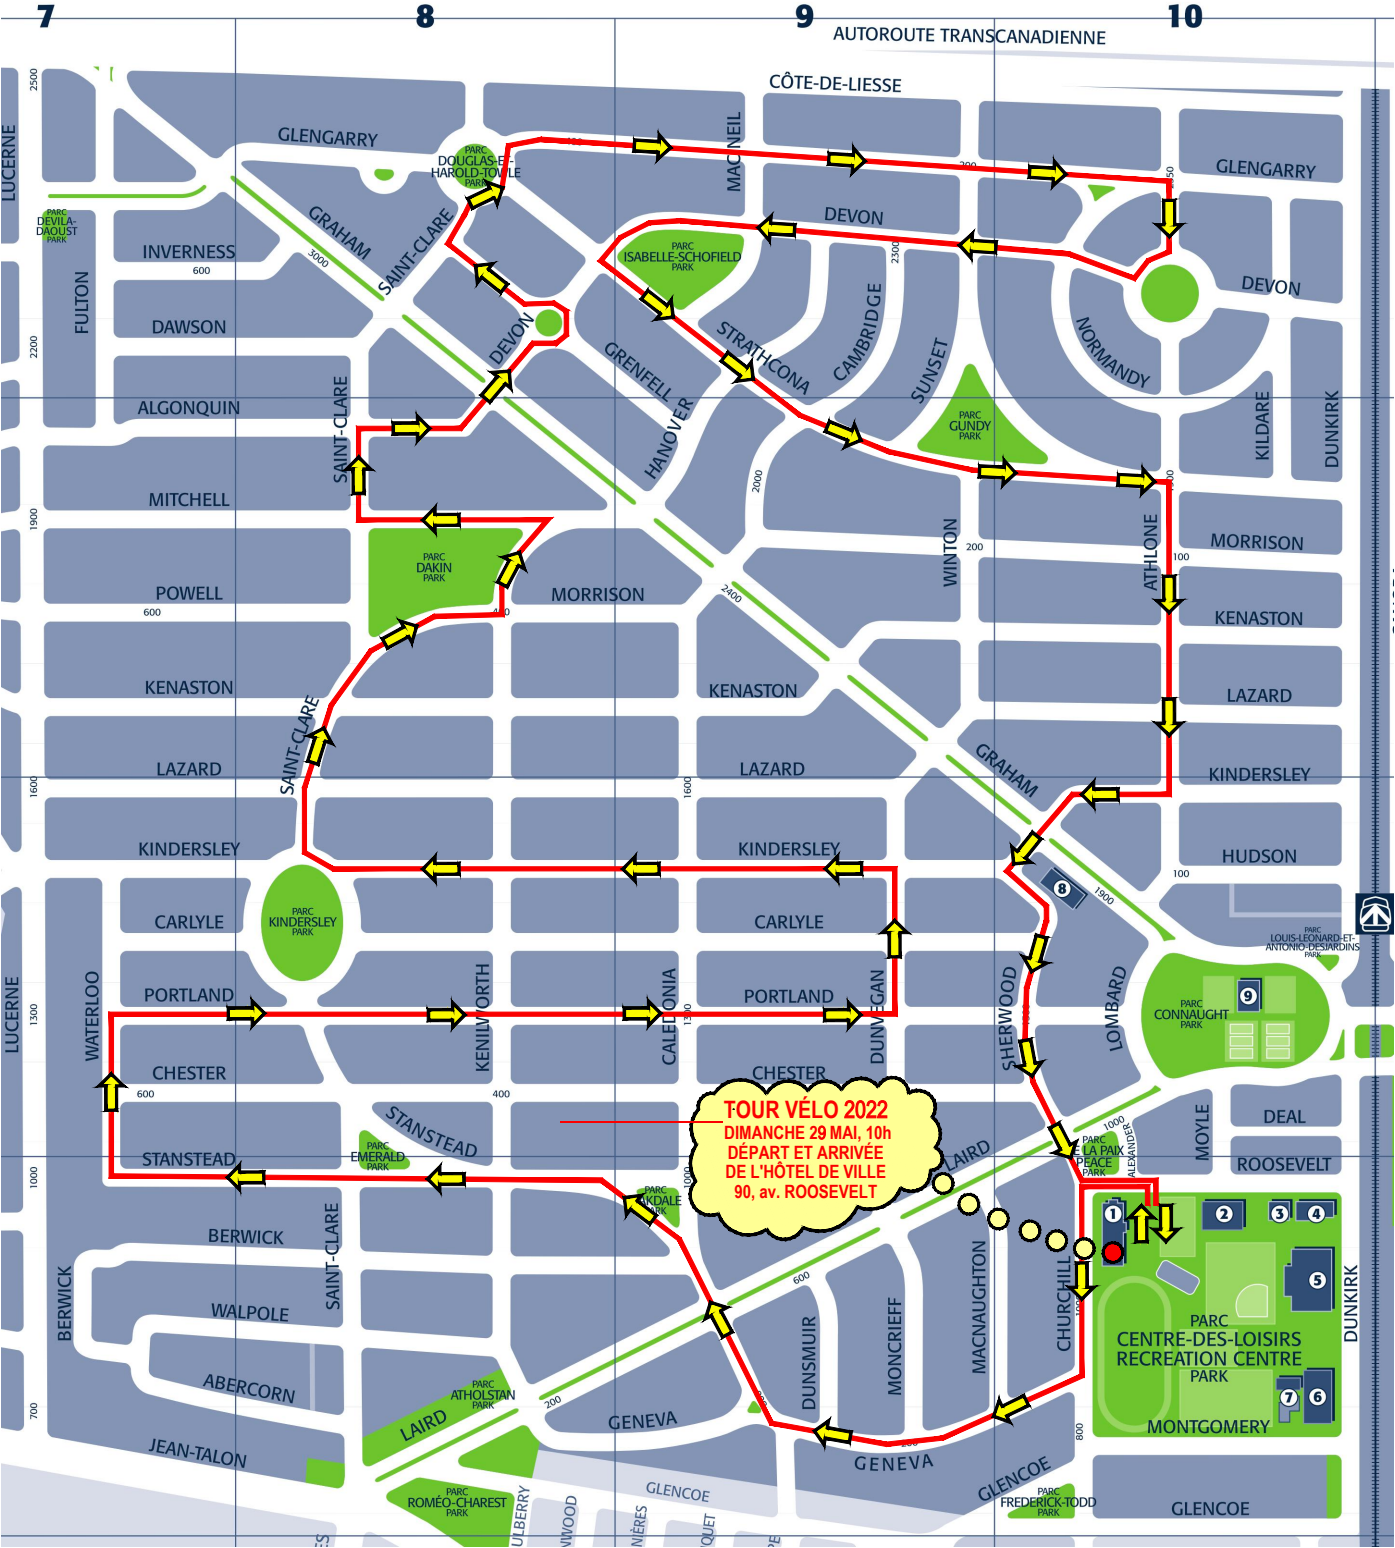 7 8 9 10
AUTOROUTE TRANSCANADIENNE
CÔTE-DE-LIESSE
2500
LUCERNE
GLENGARRY
MACNEIL
200
GLENGARRY
PARC
DOUGLAS-ET-
HAROLD-TOWLE
PARK
PARC
DEVILA-
DAOUST
PARK
INVERNESS
600
GRAHAM
3000
SAINT-CLARE
DEVON
2300
PARC
ISABELLE-SCHOFIELD
PARK
DEVON
FULTON
DAWSON
2200
DEVON
GRENFELL
STRATHCONA
CAMBRIDGE
SUNSET
NORMANDY
ALGONQUIN
SAINT-CLARE
HANOVER
PARC
GUNDY
PARK
KILDARE
DUNKIRK
MITCHELL
1900
2000
WINTON
200
ATHLONE
MORRISON
100
PARC
DAKIN
PARK
POWELL
600
400
MORRISON
2400
KENASTON
KENASTON
SAINT-CLARE
KENASTON
LAZARD
LAZARD
1600
LAZARD
1600
GRAHAM
KINDERSLEY
KINDERSLEY
KINDERSLEY
HUDSON
100
8
1900
CARLYLE
PARC
KINDERSLEY
PARK
CARLYLE
PARC
LOUIS-LEONARD-ET-
ANTONIO-DESJARDINS
PARK
LUCERNE
1300
WATERLOO
PORTLAND
KENILWORTH
CALEDONIA
1300
PORTLAND
DUNVEGAN
SHERWOOD
LOMBARD
PARC
CONNAUGHT
PARK
9
CHESTER
600
400
CHESTER
STANSTEAD
STANSTEAD
PARC
EMERALD
PARK
1000
1000
TOUR VÉLO 2022
DIMANCHE 29 MAI, 10h
DÉPART ET ARRIVÉE
DE L'HÔTEL DE VILLE
90, av. ROOSEVELT
LAIRD
1000
PARC
LA PAIX
PEACE
PARK
ALEXANDER
MOYLE
DEAL
ROOSEVELT
1
2
3
4
5
BERWICK
BERWICK
SAINT-CLARE
WALPOLE
ABERCORN
600
DUNSMUIR
MONCRIEFF
MACNAUGHTON
CHURCHILL
PARC
CENTRE-DES-LOISIRS
RECREATION CENTRE
PARK
DUNKIRK
7
6
MONTGOMERY
700
JEAN-TALON
PARC
ATHOLSTAN
PARK
LAIRD
200
GENEVA
GENEVA
800
GLENCOE
GLENCOE
PARC
ROMÉO-CHAREST
PARK
PARC
FREDERICK-TODD
PARK
GLENCOE